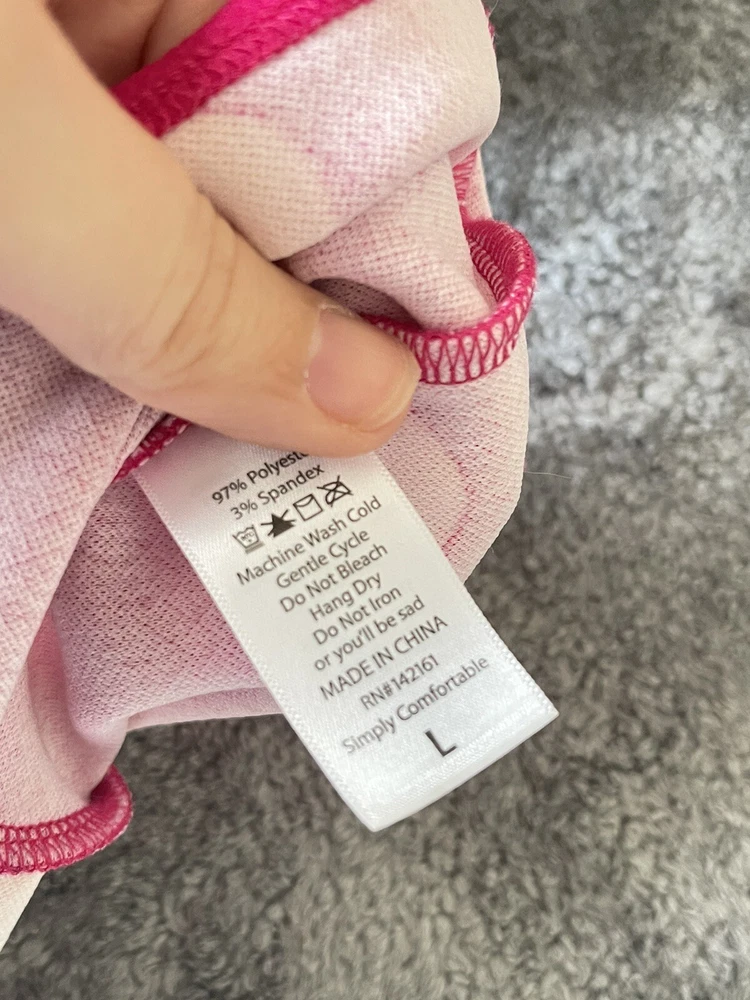 97% Polyester
3% Spandex
Machine Wash Cold
Gentle Cycle
Do Not Bleach
Hang Dry
Do Not Iron
or you'll be sad
MADE IN CHINA
RN#142161
Simply Comfortable
L